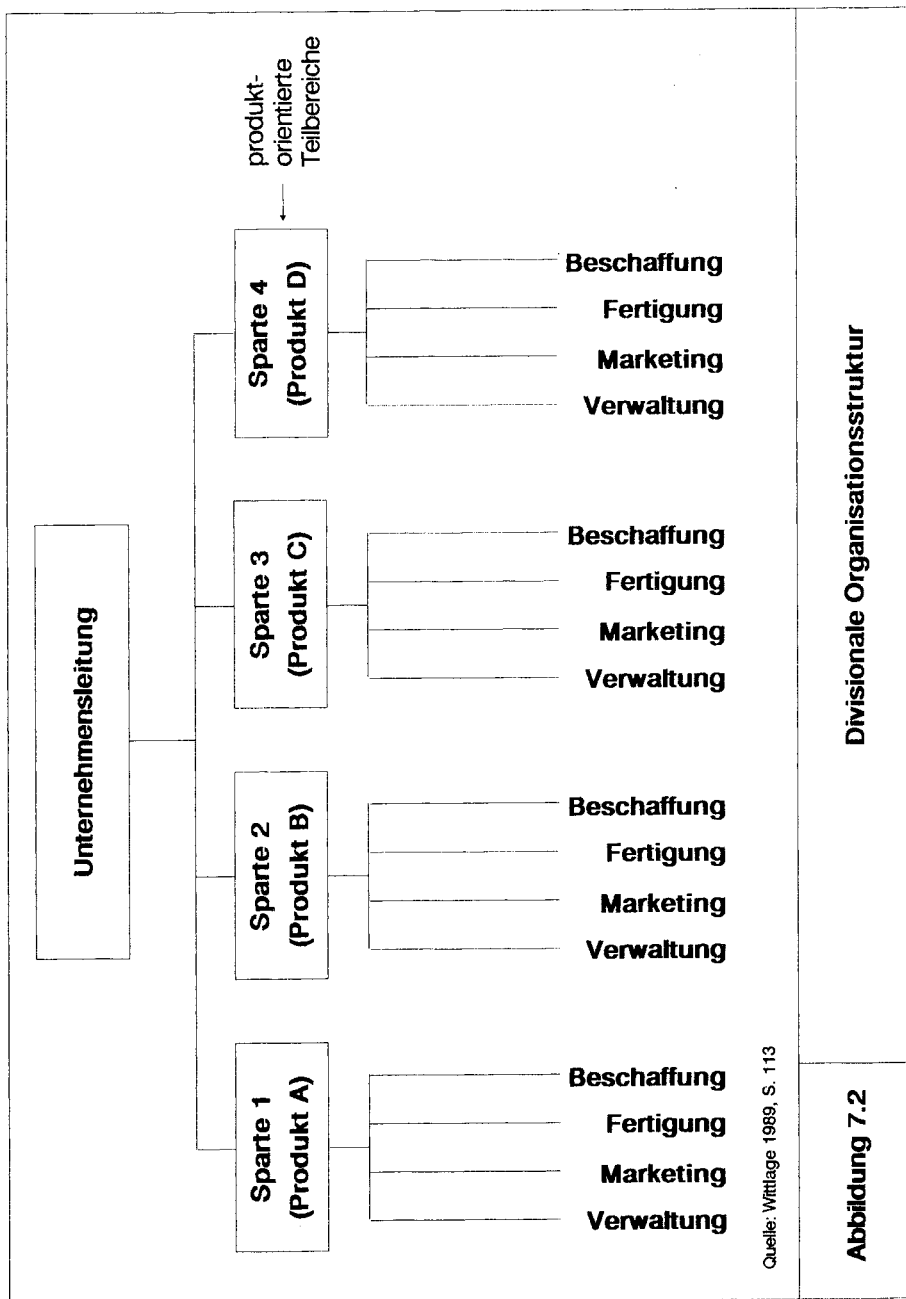 Unternehmensleitung
Sparte 1
(Produkt A)
Sparte 2
(Produkt B)
Sparte 3
(Produkt C)
Sparte 4
(Produkt D)
produkt-
orientierte
Teilbereiche
Verwaltung
Marketing
Fertigung
Beschaffung
Verwaltung
Marketing
Fertigung
Beschaffung
Verwaltung
Marketing
Fertigung
Beschaffung
Verwaltung
Marketing
Fertigung
Beschaffung
Quelle: Wittlage 1989, S. 113
Abbildung 7.2
Divisionale Organisationsstruktur